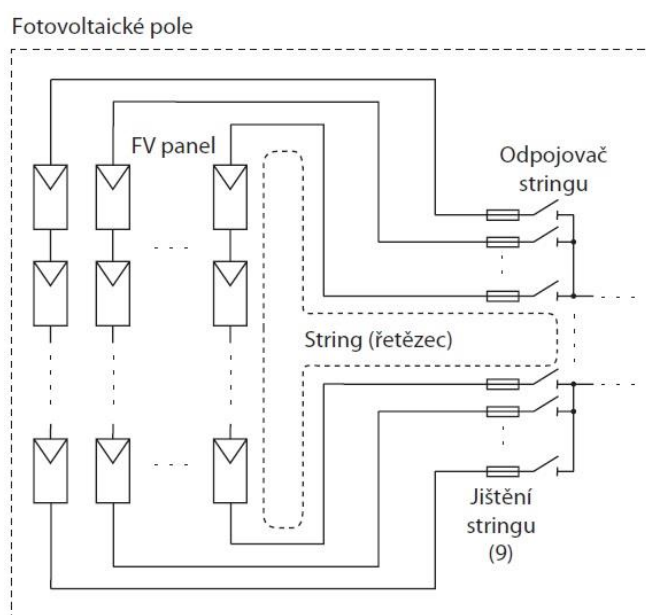 Fotovoltaické pole
FV panel
Odpojovač
stringu
String (řetězec)
Jištění
stringu
(9)